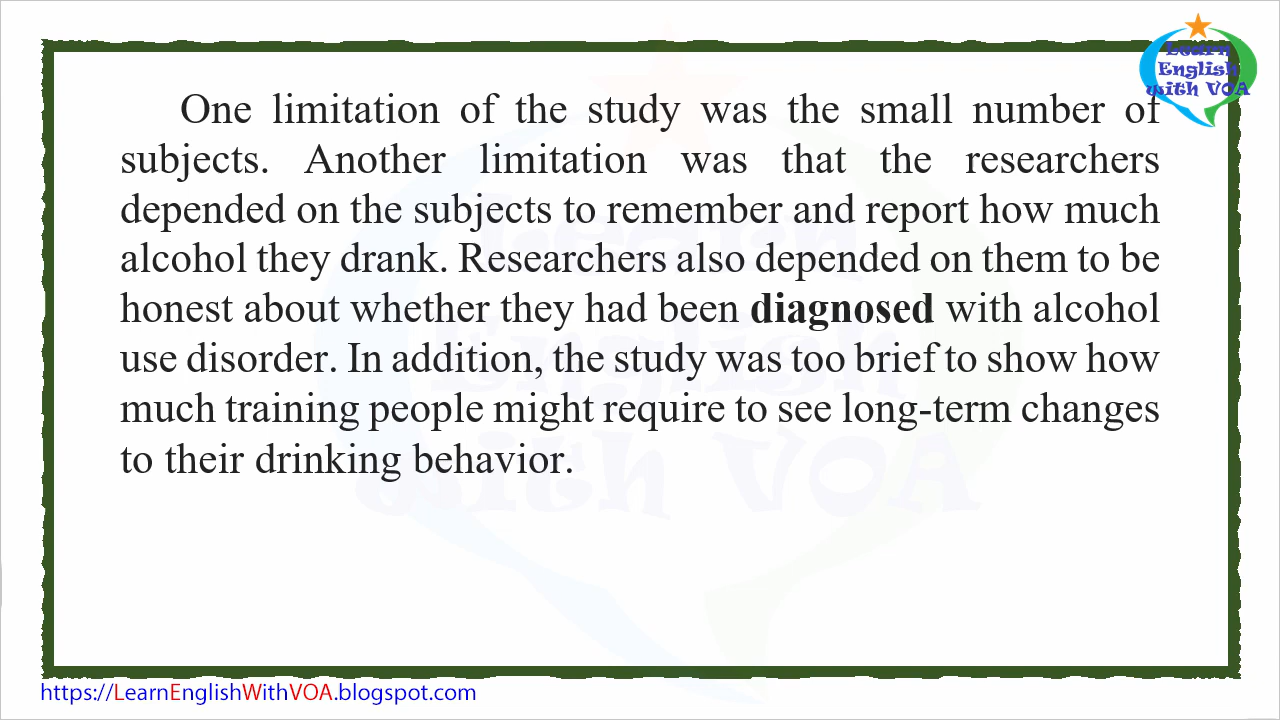 Learn
English
with VOA
One limitation of the study was the small number of
subjects. Another limitation was that the researchers
depended on the subjects to remember and report how much
alcohol they drank. Researchers also depended on them to be
honest about whether they had been diagnosed with alcohol
use disorder. In addition, the study was too brief to show how
much training people might require to see long-term changes
to their drinking behavior.
Learn
English
with VOA
https://LearnEnglishWithVOA.blogspot.com